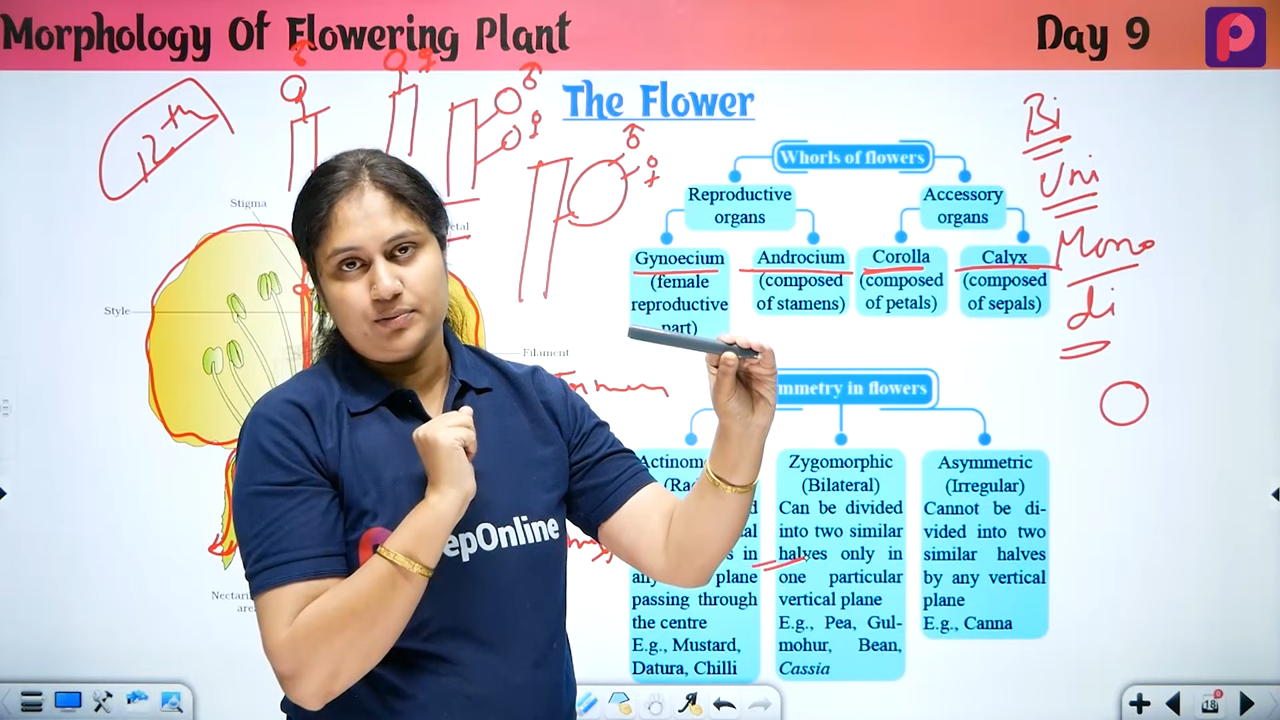 Morphology Of Flowering Plant
Day 9
12th
The Flower
Bi
Uni
Mono
di
Whorls of flowers
Reproductive
organs
Accessory
organs
Gynoecium
(female
reproductive
part)
Androcium
(composed
of stamens)
Corolla
(composed
of petals)
Calyx
(composed
of sepals)
Stigma
Style
Filament
epOnline
mmetry in flowers
Actinom
in
plane
passing through
the centre
E.g., Mustard,
Datura, Chilli
Zygomorphic
(Bilateral)
Can be divided
into two similar
halves only in
one particular
vertical plane
E.g., Pea, Gul-
mohur, Bean,
Cassia
Asymmetric
(Irregular)
Cannot be di-
vided into two
similar halves
by any vertical
plane
E.g., Canna
18